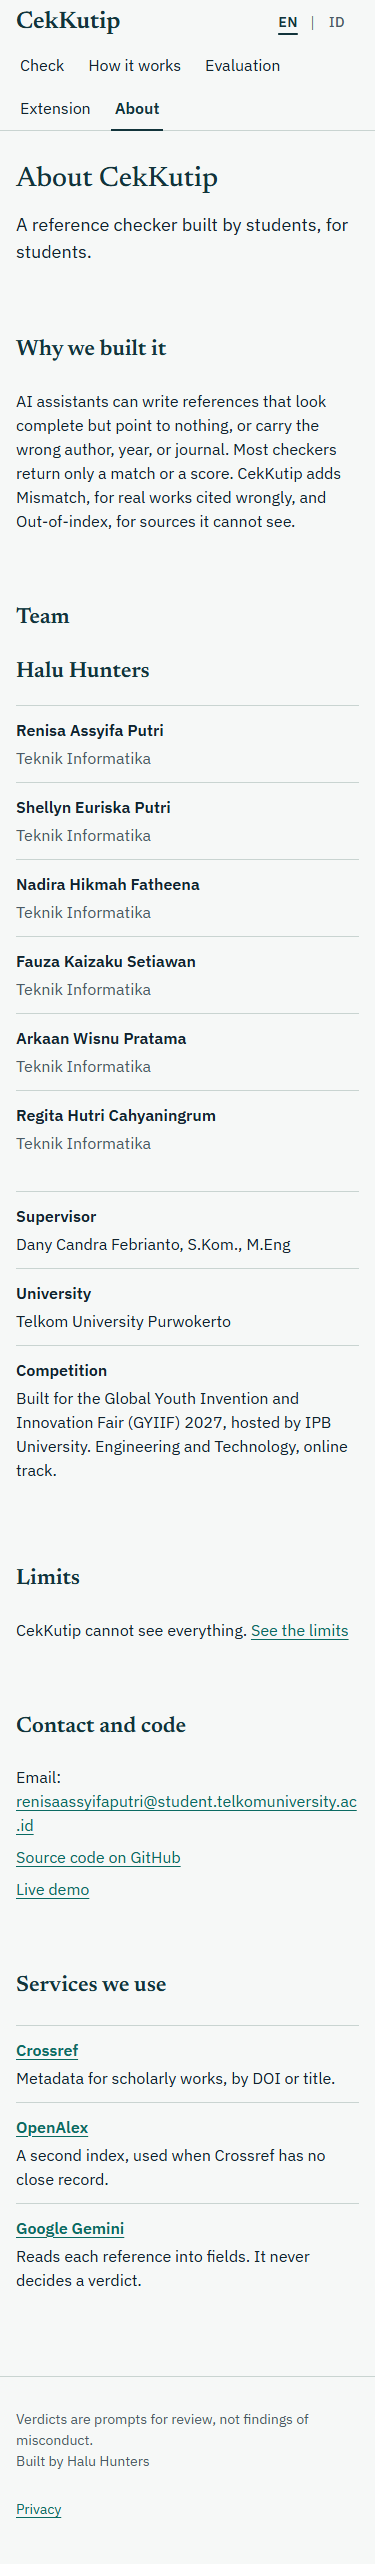 CekKutip
EN | ID
Check How it works Evaluation
Extension About
About CekKutip
A reference checker built by students, for
students.
Why we built it
AI assistants can write references that look
complete but point to nothing, or carry the
wrong author, year, or journal. Most checkers
return only a match or a score. CekKutip adds
Mismatch, for real works cited wrongly, and
Out-of-index, for sources it cannot see.
Team
Halu Hunters
Renisa Assyifa Putri
Teknik Informatika
Shellyn Euriska Putri
Teknik Informatika
Nadira Hikmah Fatheena
Teknik Informatika
Fauza Kaizaku Setiawan
Teknik Informatika
Arkaan Wisnu Pratama
Teknik Informatika
Regita Hutri Cahyaningrum
Teknik Informatika
Supervisor
Dany Candra Febrianto, S.Kom., M.Eng
University
Telkom University Purwokerto
Competition
Built for the Global Youth Invention and
Innovation Fair (GYIIF) 2027, hosted by IPB
University. Engineering and Technology, online
track.
Limits
CekKutip cannot see everything. See the limits
Contact and code
Email:
renisaassyifaputri@student.telkomuniversity.ac
.id
Source code on GitHub
Live demo
Services we use
Crossref
Metadata for scholarly works, by DOI or title.
OpenAlex
A second index, used when Crossref has no
close record.
Google Gemini
Reads each reference into fields. It never
decides a verdict.
Verdicts are prompts for review, not findings of
misconduct.
Built by Halu Hunters
Privacy